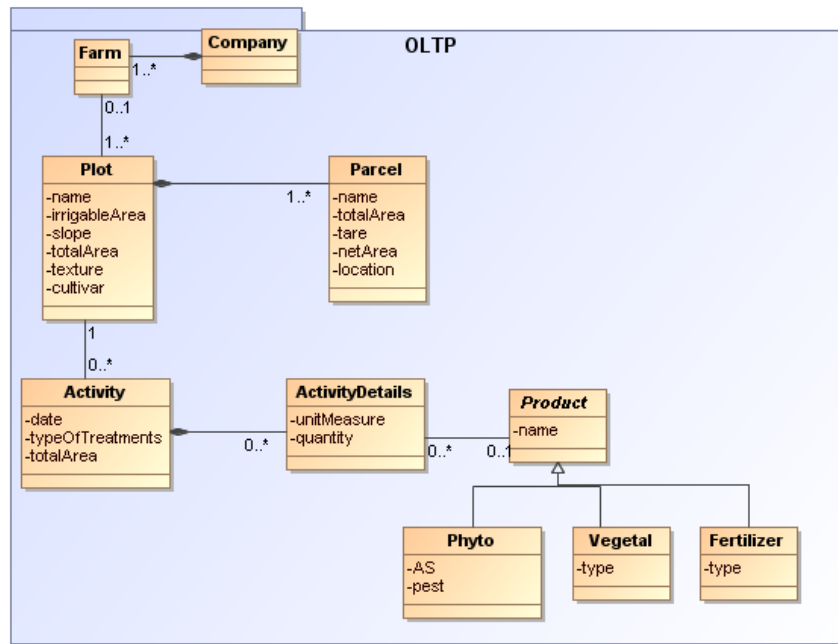 OLTP
Company
Farm
1..*
0..1
1..*
Plot
-name
-irrigableArea
-slope
-totalArea
-texture
-cultivar
1..*
Parcel
-name
-totalArea
-tare
-netArea
-location
1
0..*
Activity
-date
-typeOfTreatments
-totalArea
0..*
ActivityDetails
-unitMeasure
-quantity
0..*
0..1
Product
-name
Phyto
-AS
-pest
Vegetal
-type
Fertilizer
-type